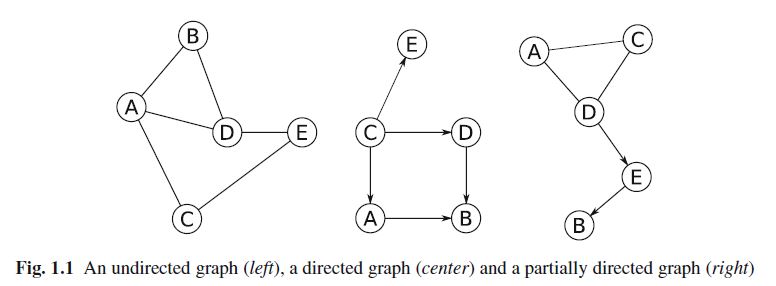 B
A
D
E
C
E
C
D
A
B
A
C
D
E
B
Fig. 1.1 An undirected graph (left), a directed graph (center) and a partially directed graph (right)